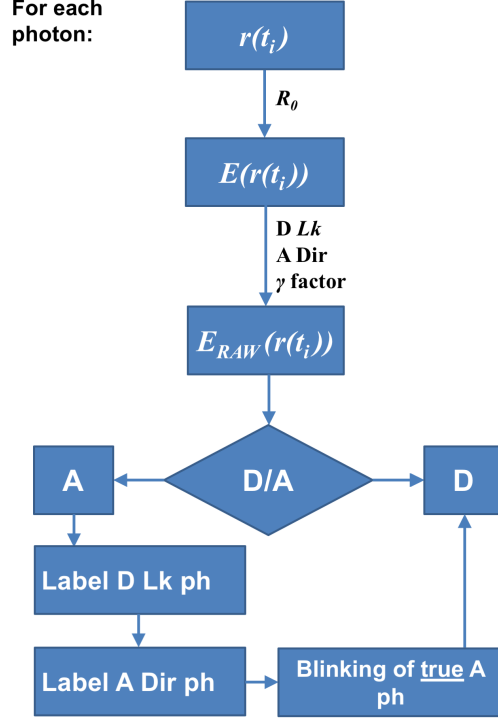 For each
photon:
r(tᵢ)
R₀
E(r(tᵢ))
D Lk
A Dir
γ factor
E_RAW(r(tᵢ))
A
D/A
D
Label D Lk ph
Label A Dir ph
Blinking of true A
ph